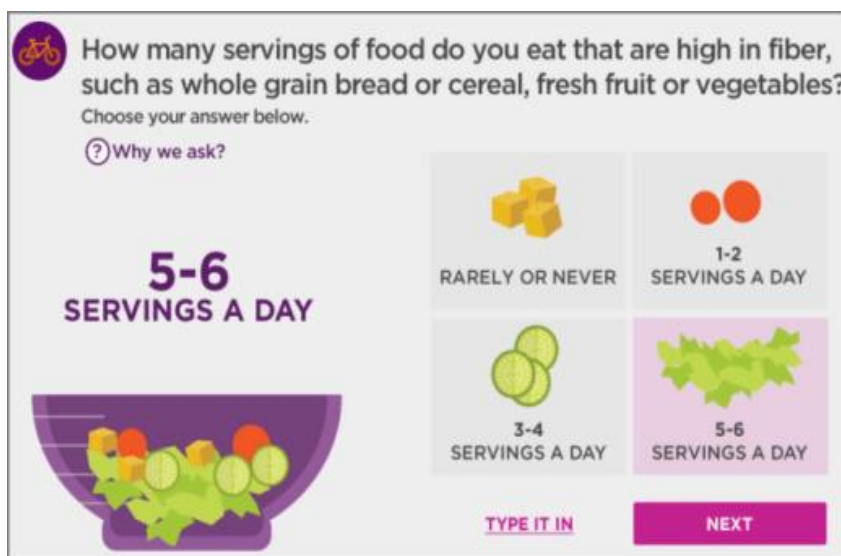 How many servings of food do you eat that are high in fiber,
such as whole grain bread or cereal, fresh fruit or vegetables?
Choose your answer below.
? Why we ask?
5-6
SERVINGS A DAY
RARELY OR NEVER
1-2
SERVINGS A DAY
3-4
SERVINGS A DAY
5-6
SERVINGS A DAY
TYPE IT IN
NEXT